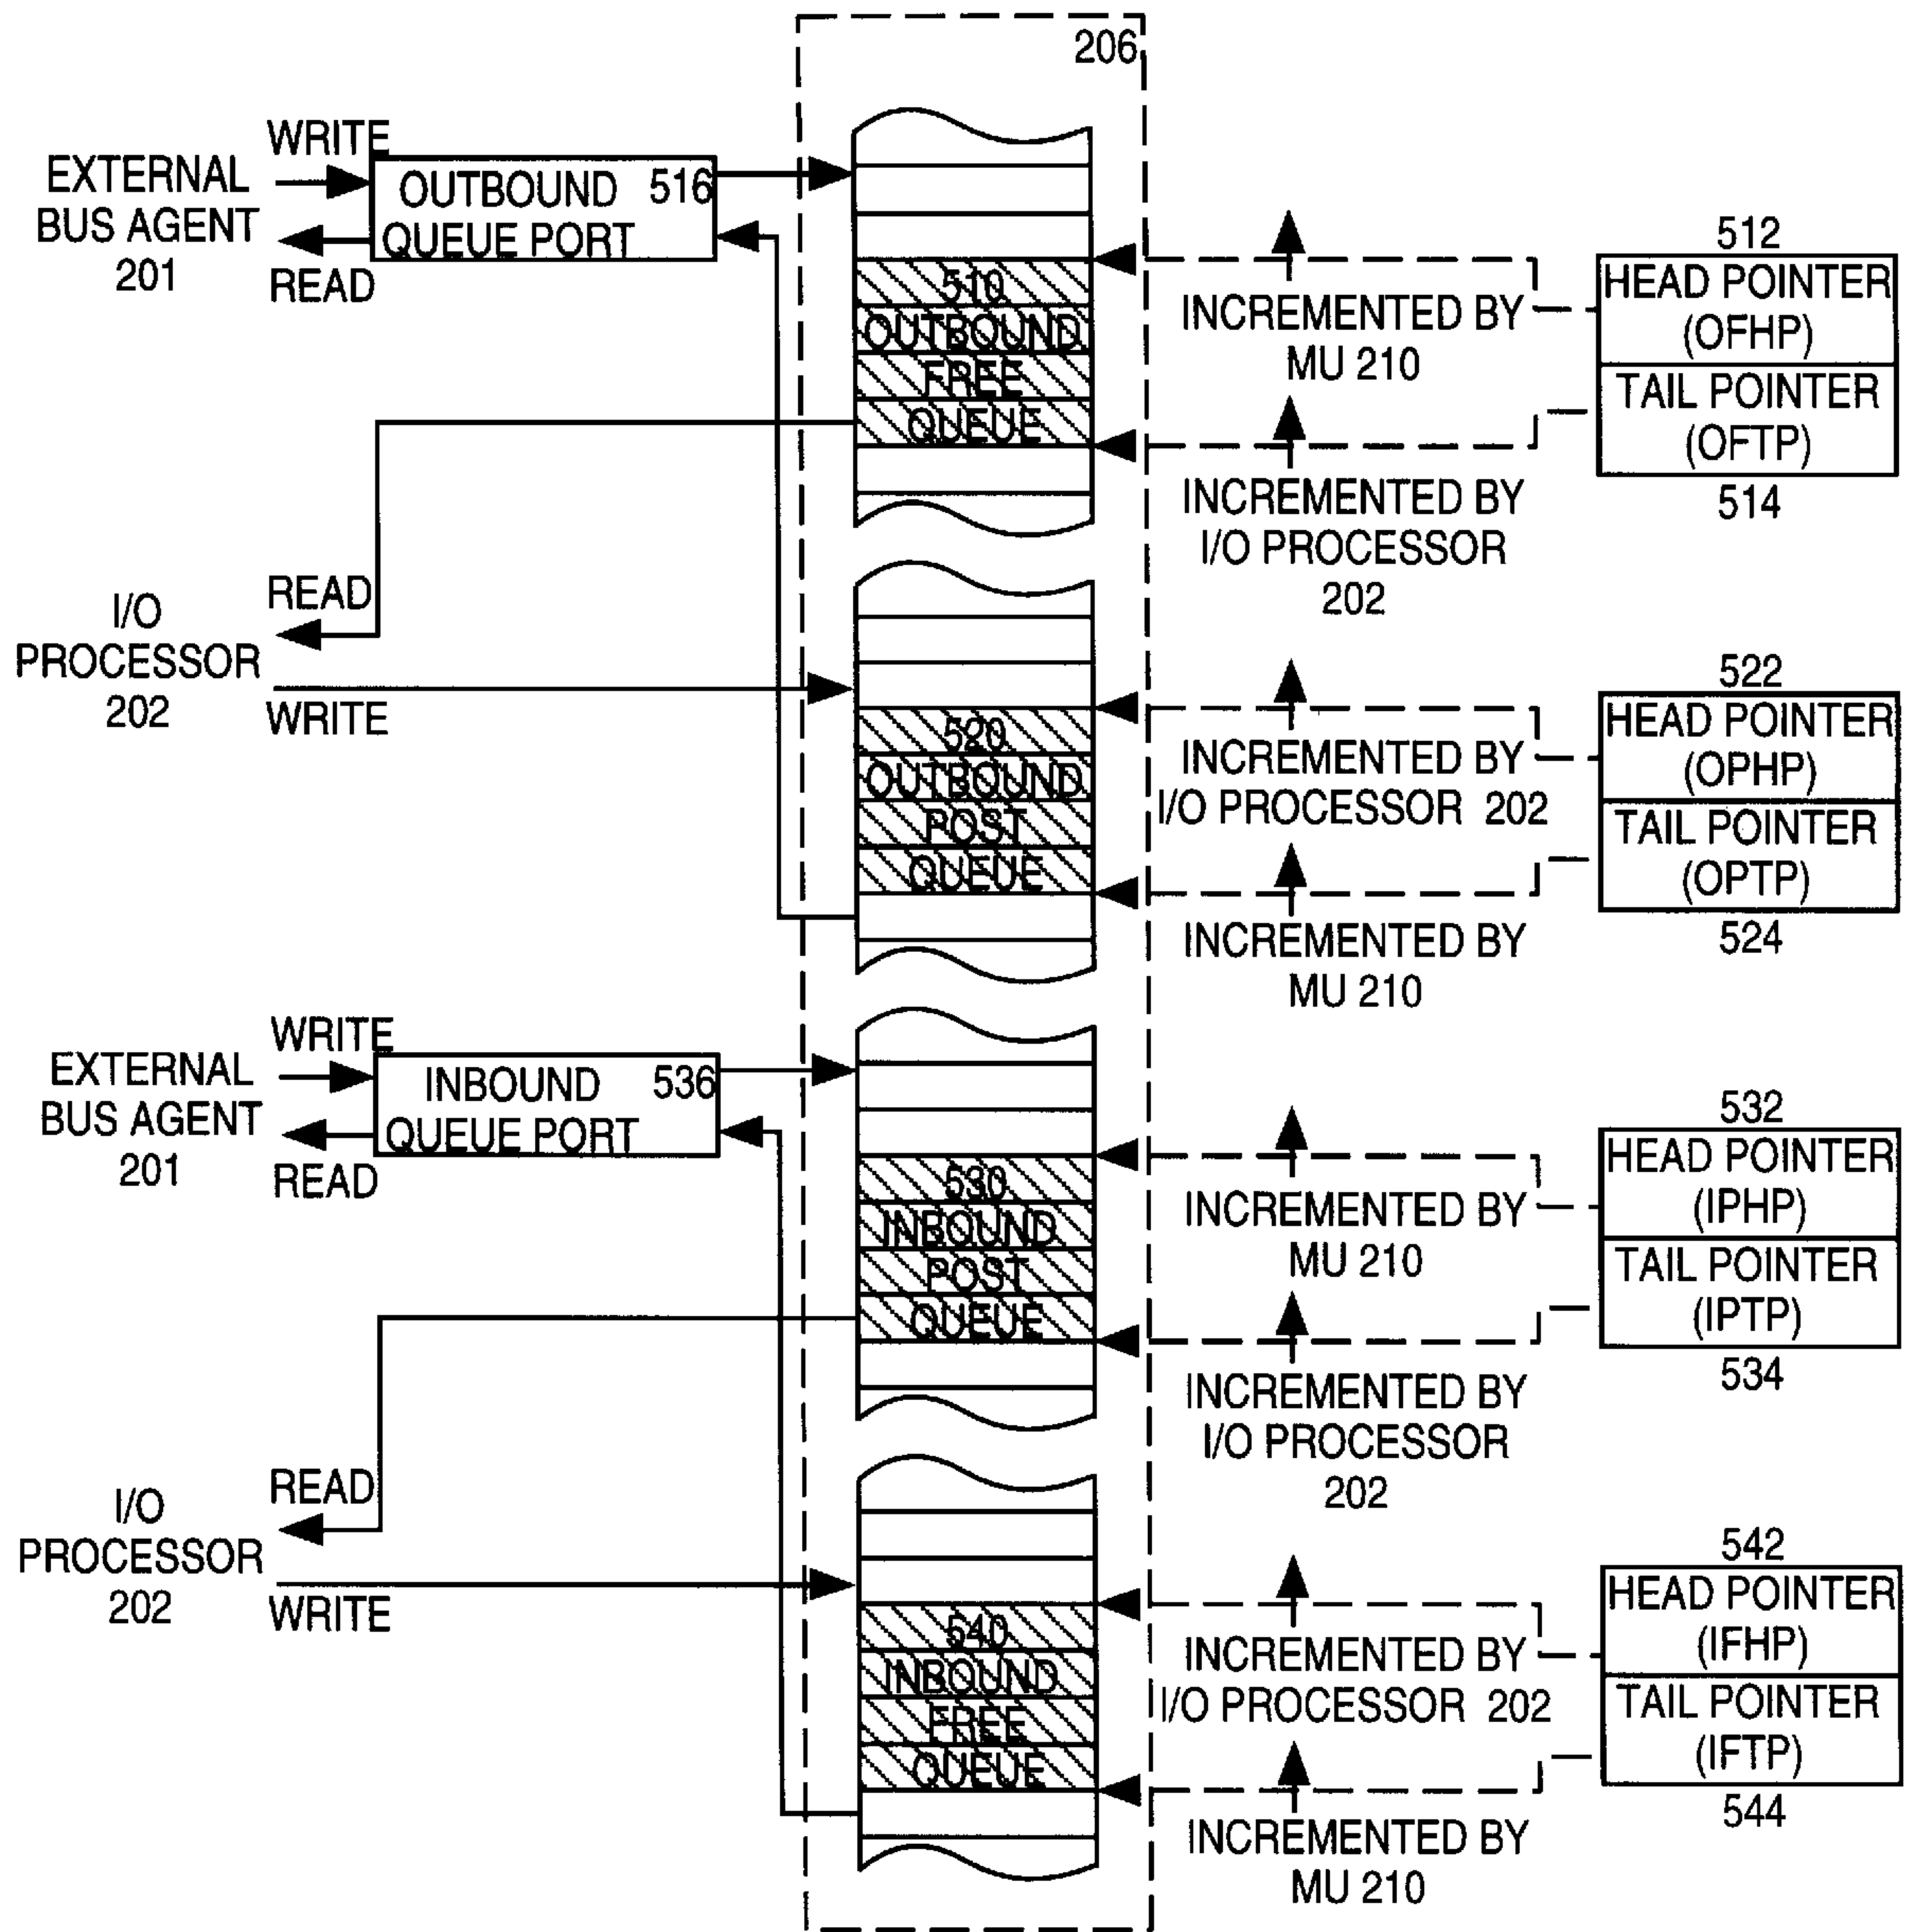 206
WRITE
EXTERNAL
BUS AGENT
201
READ
OUTBOUND 516
QUEUE PORT
510
OUTBOUND
FREE
QUEUE
INCREMENTED BY
MU 210
512
HEAD POINTER
(OFHP)
TAIL POINTER
(OFTP)
514
INCREMENTED BY
I/O PROCESSOR
202
READ
I/O
PROCESSOR
202
WRITE
520
OUTBOUND
POST
QUEUE
INCREMENTED BY
I/O PROCESSOR 202
522
HEAD POINTER
(OPHP)
TAIL POINTER
(OPTP)
524
INCREMENTED BY
MU 210
WRITE
EXTERNAL
BUS AGENT
201
READ
INBOUND 536
QUEUE PORT
530
INBOUND
POST
QUEUE
INCREMENTED BY
MU 210
532
HEAD POINTER
(IPHP)
TAIL POINTER
(IPTP)
534
INCREMENTED BY
I/O PROCESSOR
202
READ
I/O
PROCESSOR
202
WRITE
540
INBOUND
FREE
QUEUE
INCREMENTED BY
I/O PROCESSOR 202
542
HEAD POINTER
(IFHP)
TAIL POINTER
(IFTP)
544
INCREMENTED BY
MU 210